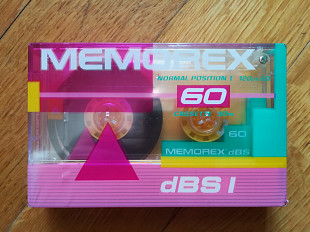 MEMOREX
NORMAL POSITION I
60
60
MEMOREX dBS
dBS I